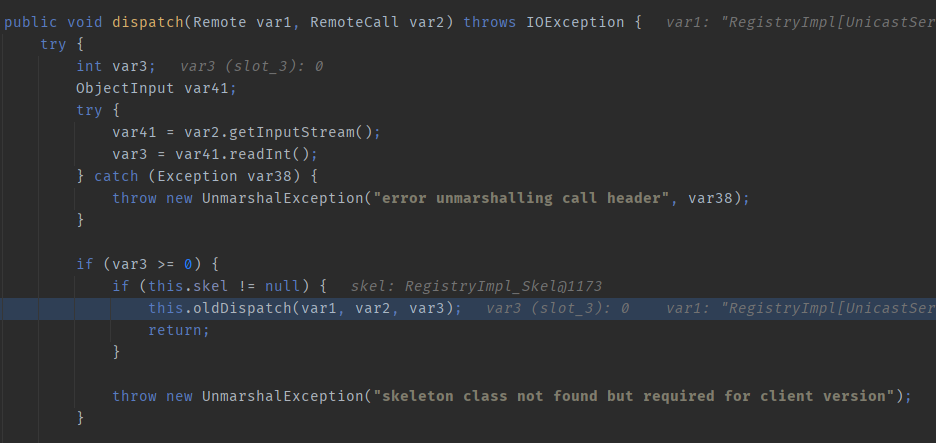 public void dispatch(Remote var1, RemoteCall var2) throws IOException {   var1: "RegistryImpl[UnicastSer
    try {
        int var3;   var3 (slot_3): 0
        ObjectInput var41;
        try {
            var41 = var2.getInputStream();
            var3 = var41.readInt();
        } catch (Exception var38) {
            throw new UnmarshalException("error unmarshalling call header", var38);
        }

        if (var3 >= 0) {
            if (this.skel != null) {   skel: RegistryImpl_Skel@1173
                this.oldDispatch(var1, var2, var3);   var3 (slot_3): 0    var1: "RegistryImpl[UnicastSer
                return;
            }

            throw new UnmarshalException("skeleton class not found but required for client version");
        }